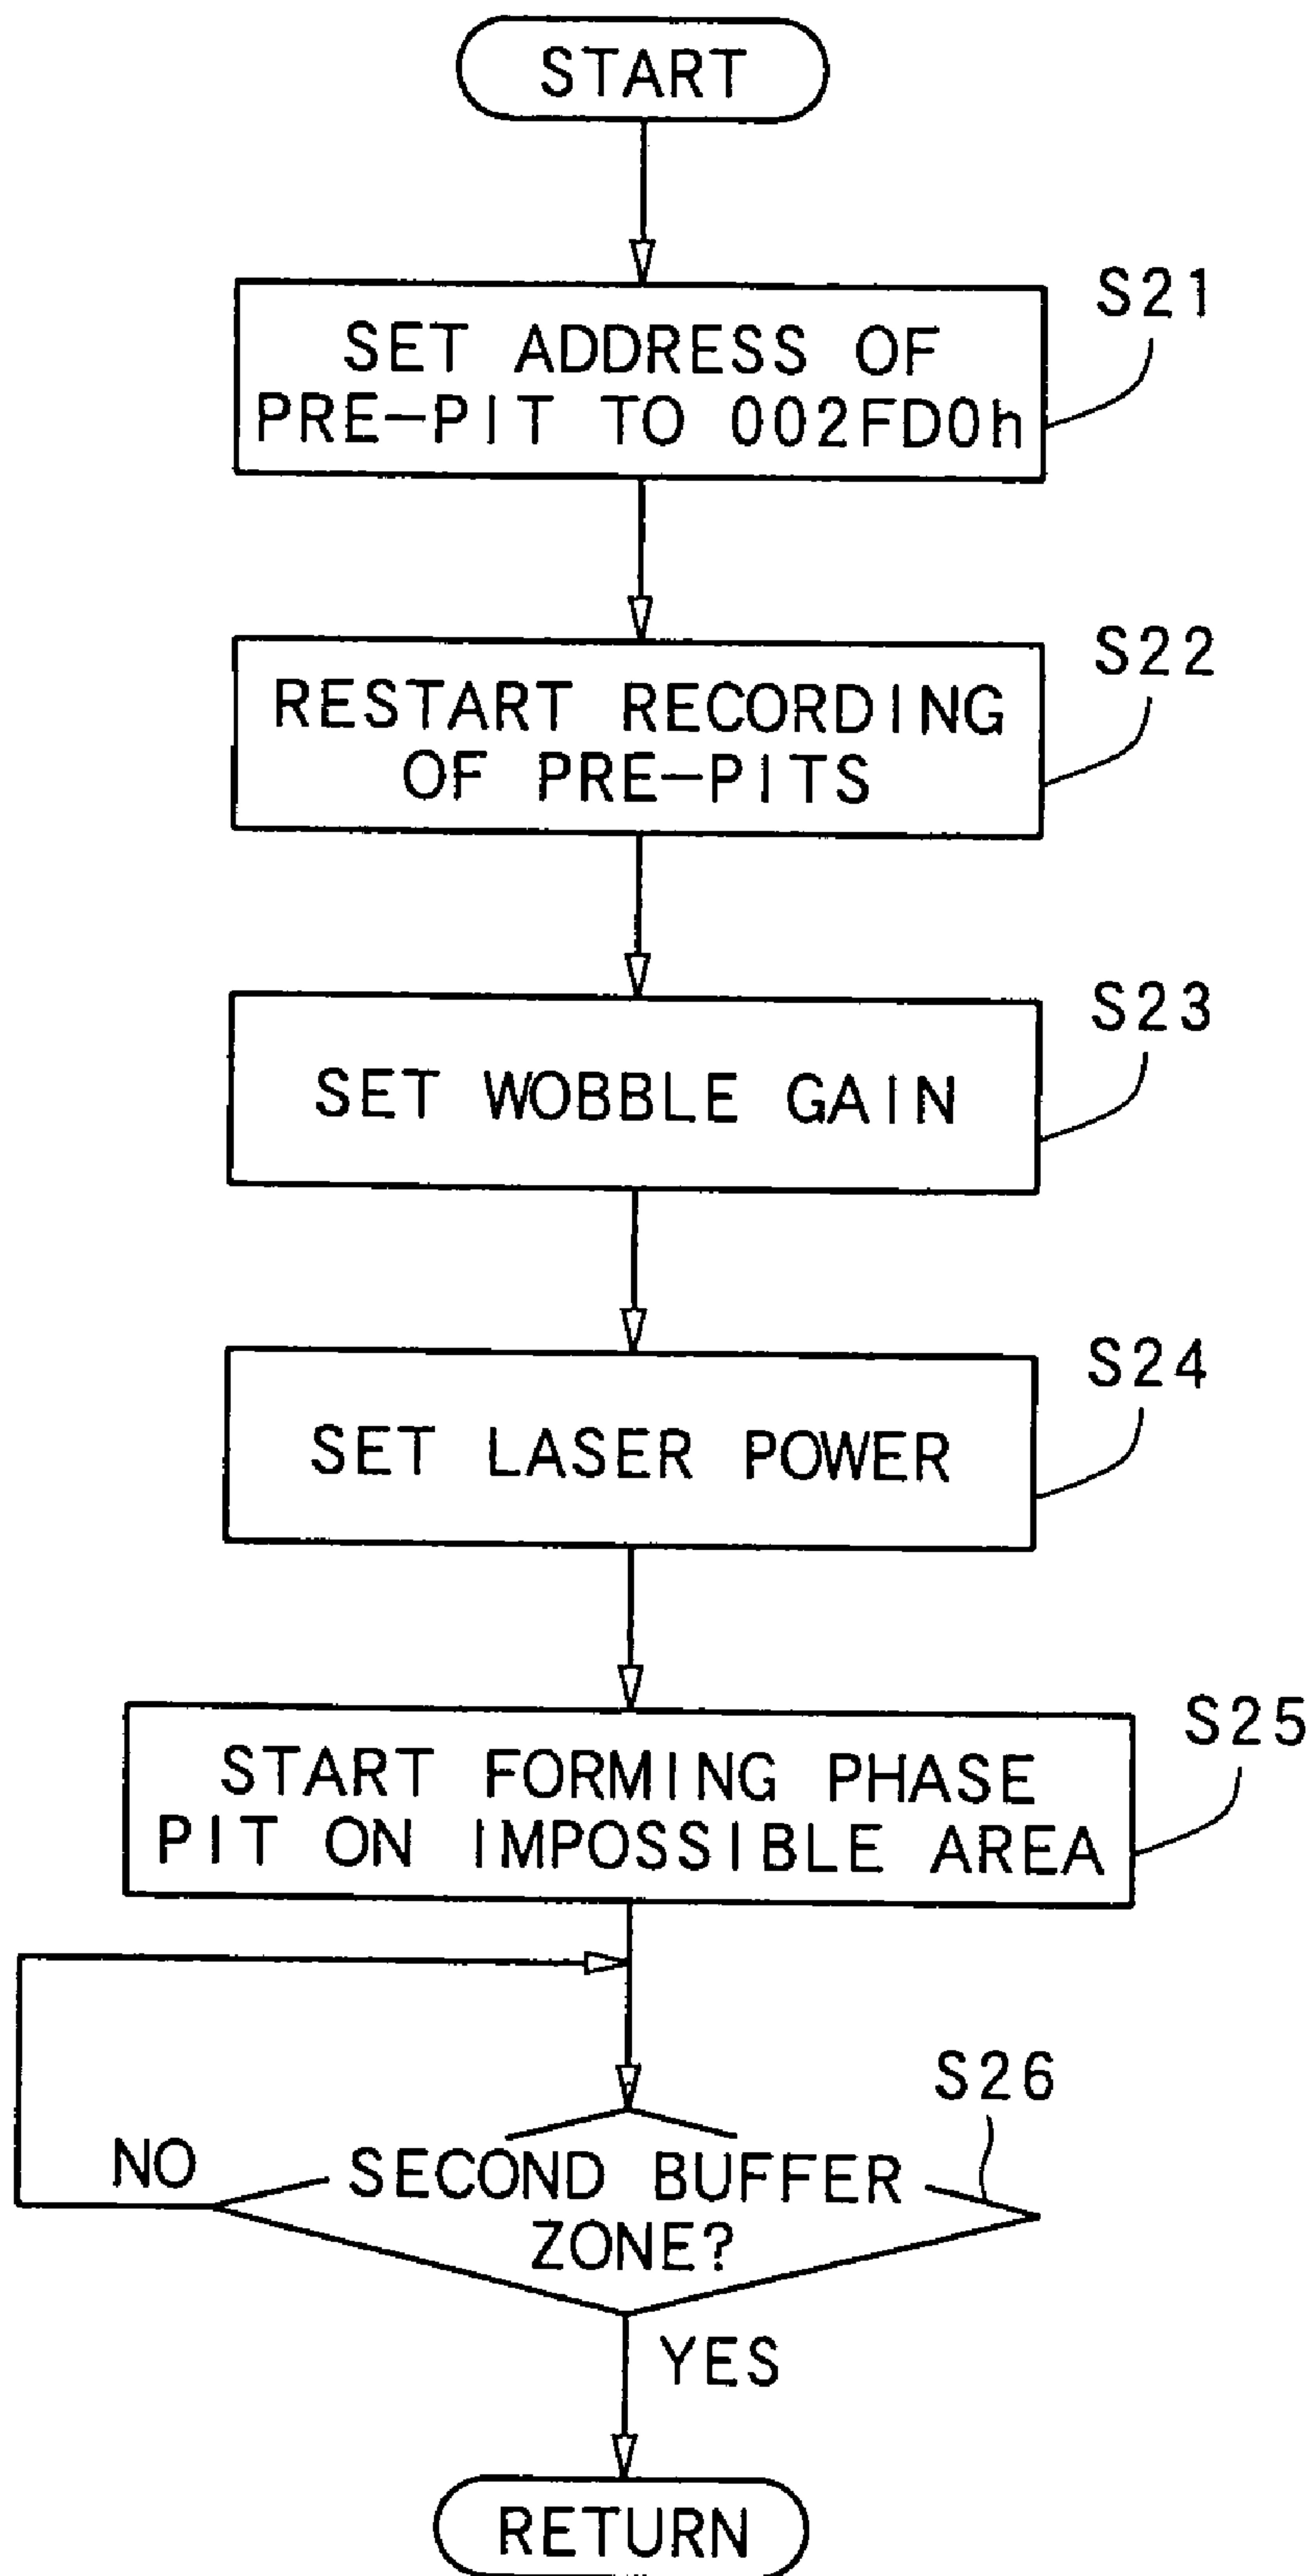 START
S21
SET ADDRESS OF
PRE-PIT TO 002FD0h
S22
RESTART RECORDING
OF PRE-PITS
S23
SET WOBBLE GAIN
S24
SET LASER POWER
S25
START FORMING PHASE
PIT ON IMPOSSIBLE AREA
S26
NO
SECOND BUFFER
ZONE?
YES
RETURN